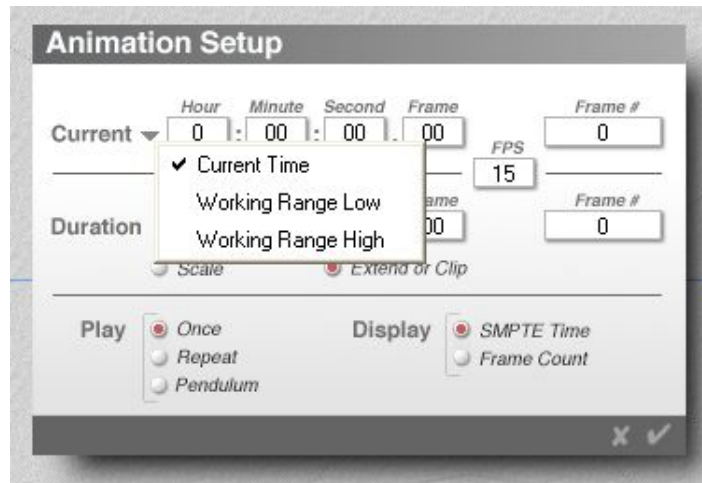 Animation Setup
Hour Minute Second Frame Frame #
Current 0 : 00 : 00 . 00 0
FPS
15
✔ Current Time
Working Range Low
Working Range High
Frame #
Duration 0
Scale Extend or Clip
Play Once Display SMPTE Time
Repeat Frame Count
Pendulum